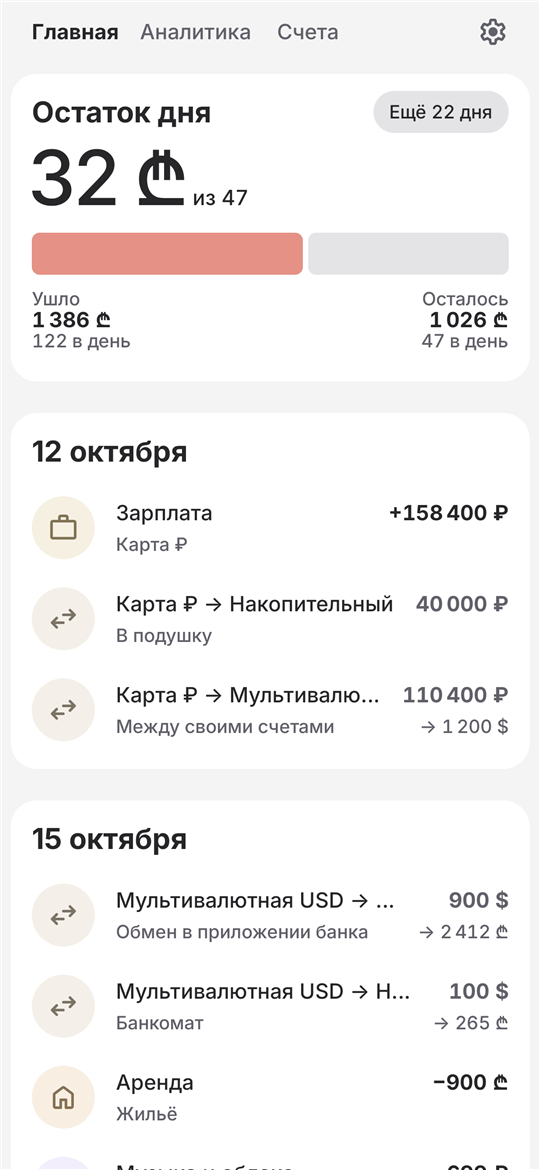 Главная Аналитика Счета
Остаток дня
Ещё 22 дня
32 ₾ из 47
Ушло
1 386 ₾
122 в день
Осталось
1 026 ₾
47 в день
12 октября
Зарплата +158 400 ₽
Карта ₽
Карта ₽ → Накопительный 40 000 ₽
В подушку
Карта ₽ → Мультивалю... 110 400 ₽
Между своими счетами → 1 200 $
15 октября
Мультивалютная USD → ... 900 $
Обмен в приложении банка → 2 412 ₾
Мультивалютная USD → Н... 100 $
Банкомат → 265 ₾
Аренда −900 ₾
Жильё